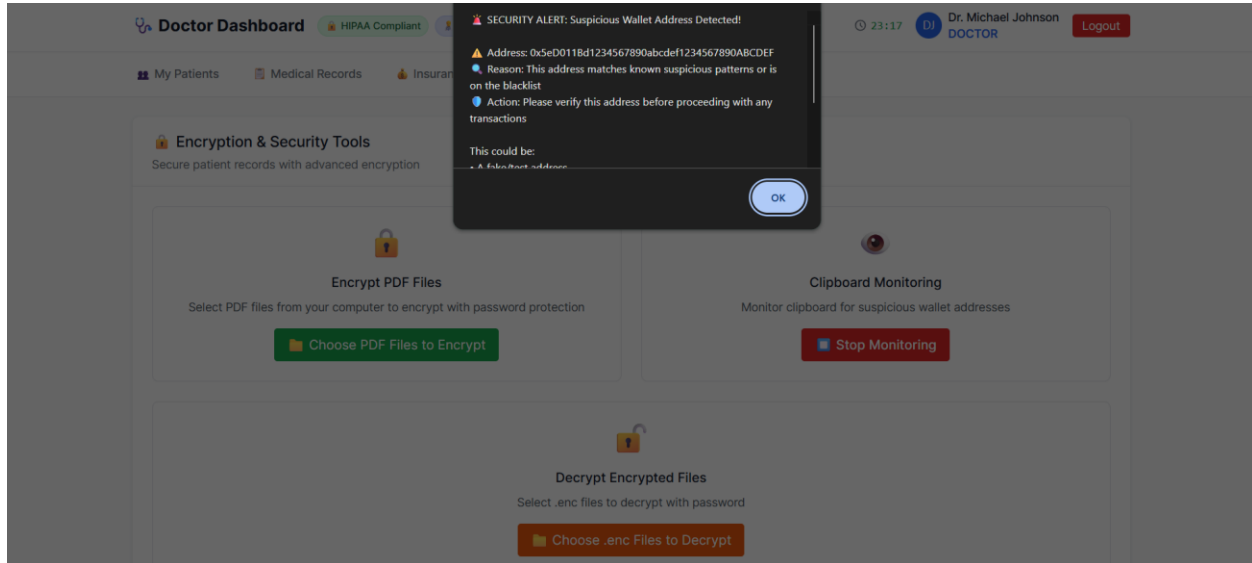 Doctor Dashboard
HIPAA Compliant
23:17
DJ
Dr. Michael Johnson
DOCTOR
Logout
My Patients
Medical Records
Insuran
SECURITY ALERT: Suspicious Wallet Address Detected!
Address: 0x5eD011Bd1234567890abcdef1234567890ABCDEF
Reason: This address matches known suspicious patterns or is
on the blacklist
Action: Please verify this address before proceeding with any
transactions
This could be:
• A fake/test address
OK
Encryption & Security Tools
Secure patient records with advanced encryption
Encrypt PDF Files
Select PDF files from your computer to encrypt with password protection
Choose PDF Files to Encrypt
Clipboard Monitoring
Monitor clipboard for suspicious wallet addresses
Stop Monitoring
Decrypt Encrypted Files
Select .enc files to decrypt with password
Choose .enc Files to Decrypt